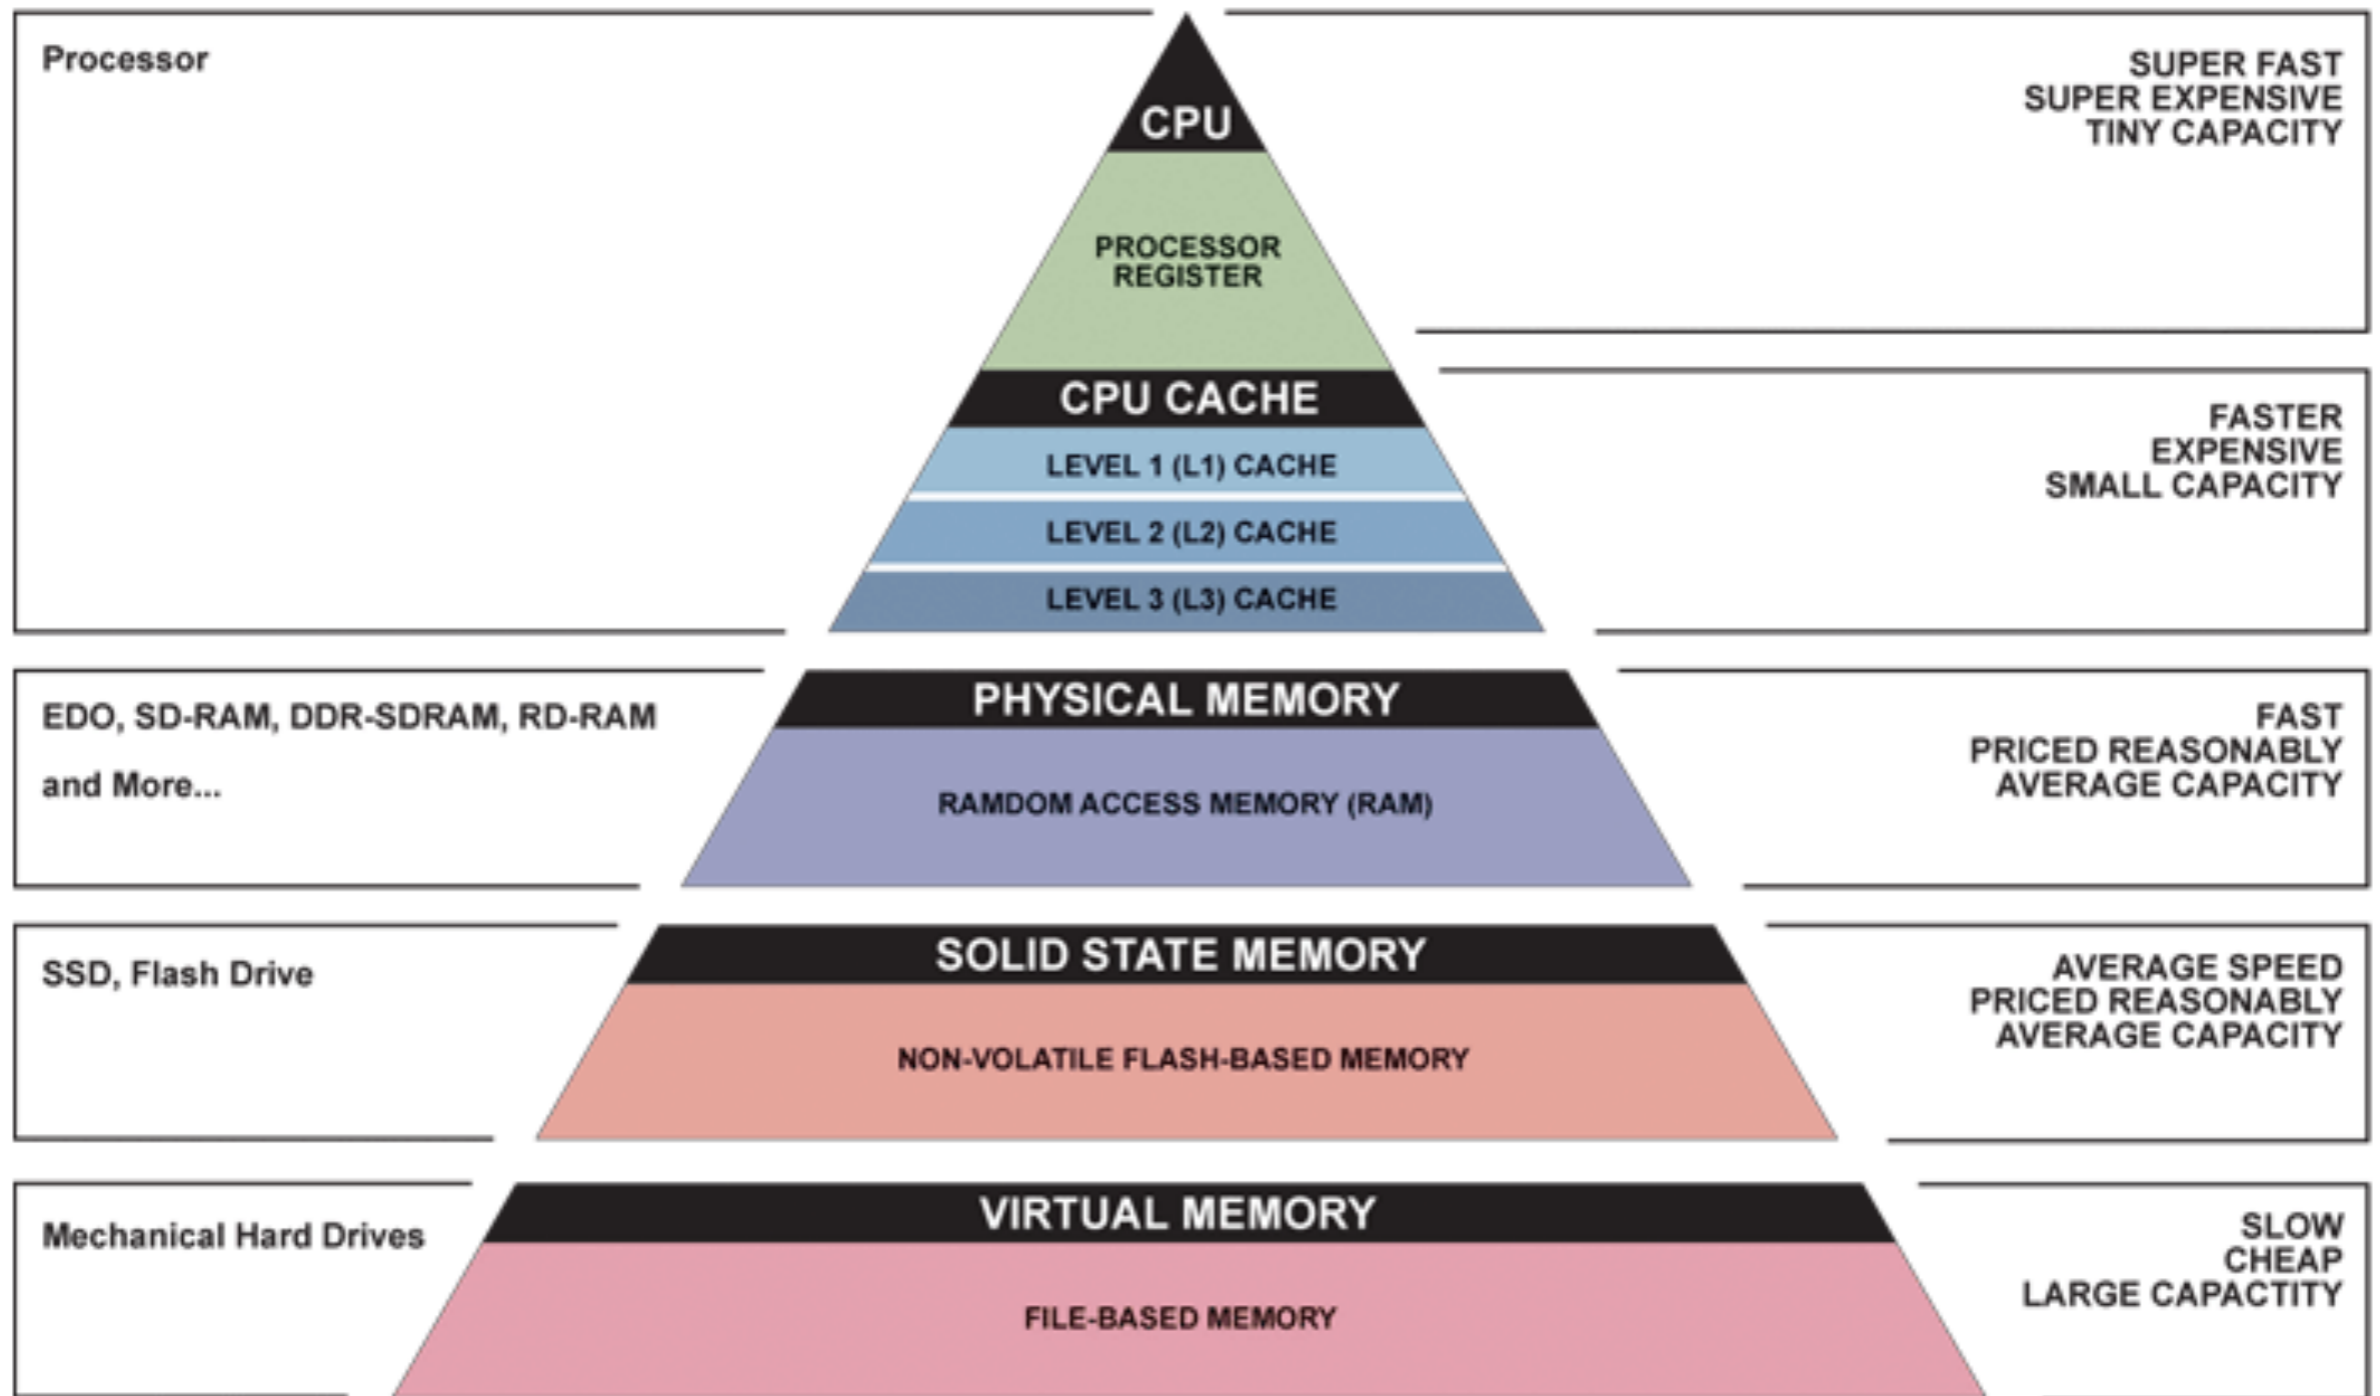 Processor
CPU
SUPER FAST
SUPER EXPENSIVE
TINY CAPACITY
PROCESSOR
REGISTER
CPU CACHE
LEVEL 1 (L1) CACHE
LEVEL 2 (L2) CACHE
LEVEL 3 (L3) CACHE
FASTER
EXPENSIVE
SMALL CAPACITY
EDO, SD-RAM, DDR-SDRAM, RD-RAM
and More...
PHYSICAL MEMORY
RAMDOM ACCESS MEMORY (RAM)
FAST
PRICED REASONABLY
AVERAGE CAPACITY
SSD, Flash Drive
SOLID STATE MEMORY
NON-VOLATILE FLASH-BASED MEMORY
AVERAGE SPEED
PRICED REASONABLY
AVERAGE CAPACITY
Mechanical Hard Drives
VIRTUAL MEMORY
FILE-BASED MEMORY
SLOW
CHEAP
LARGE CAPACTITY